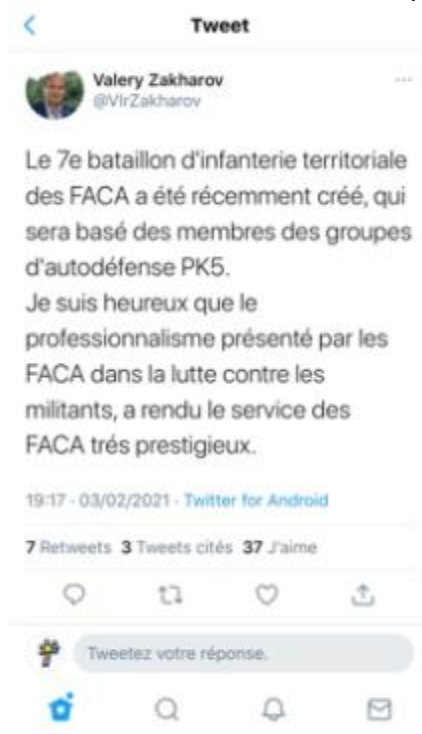 Tweet
Valery Zakharov
@VlrZakharov
Le 7e bataillon d'infanterie territoriale
des FACA a été récemment créé, qui
sera basé des membres des groupes
d'autodéfense PK5.
Je suis heureux que le
professionnalisme présenté par les
FACA dans la lutte contre les
militants, a rendu le service des
FACA trés prestigieux.
19:17 · 03/02/2021 · Twitter for Android
7 Retweets 3 Tweets cités 37 J'aime
Tweetez votre réponse.